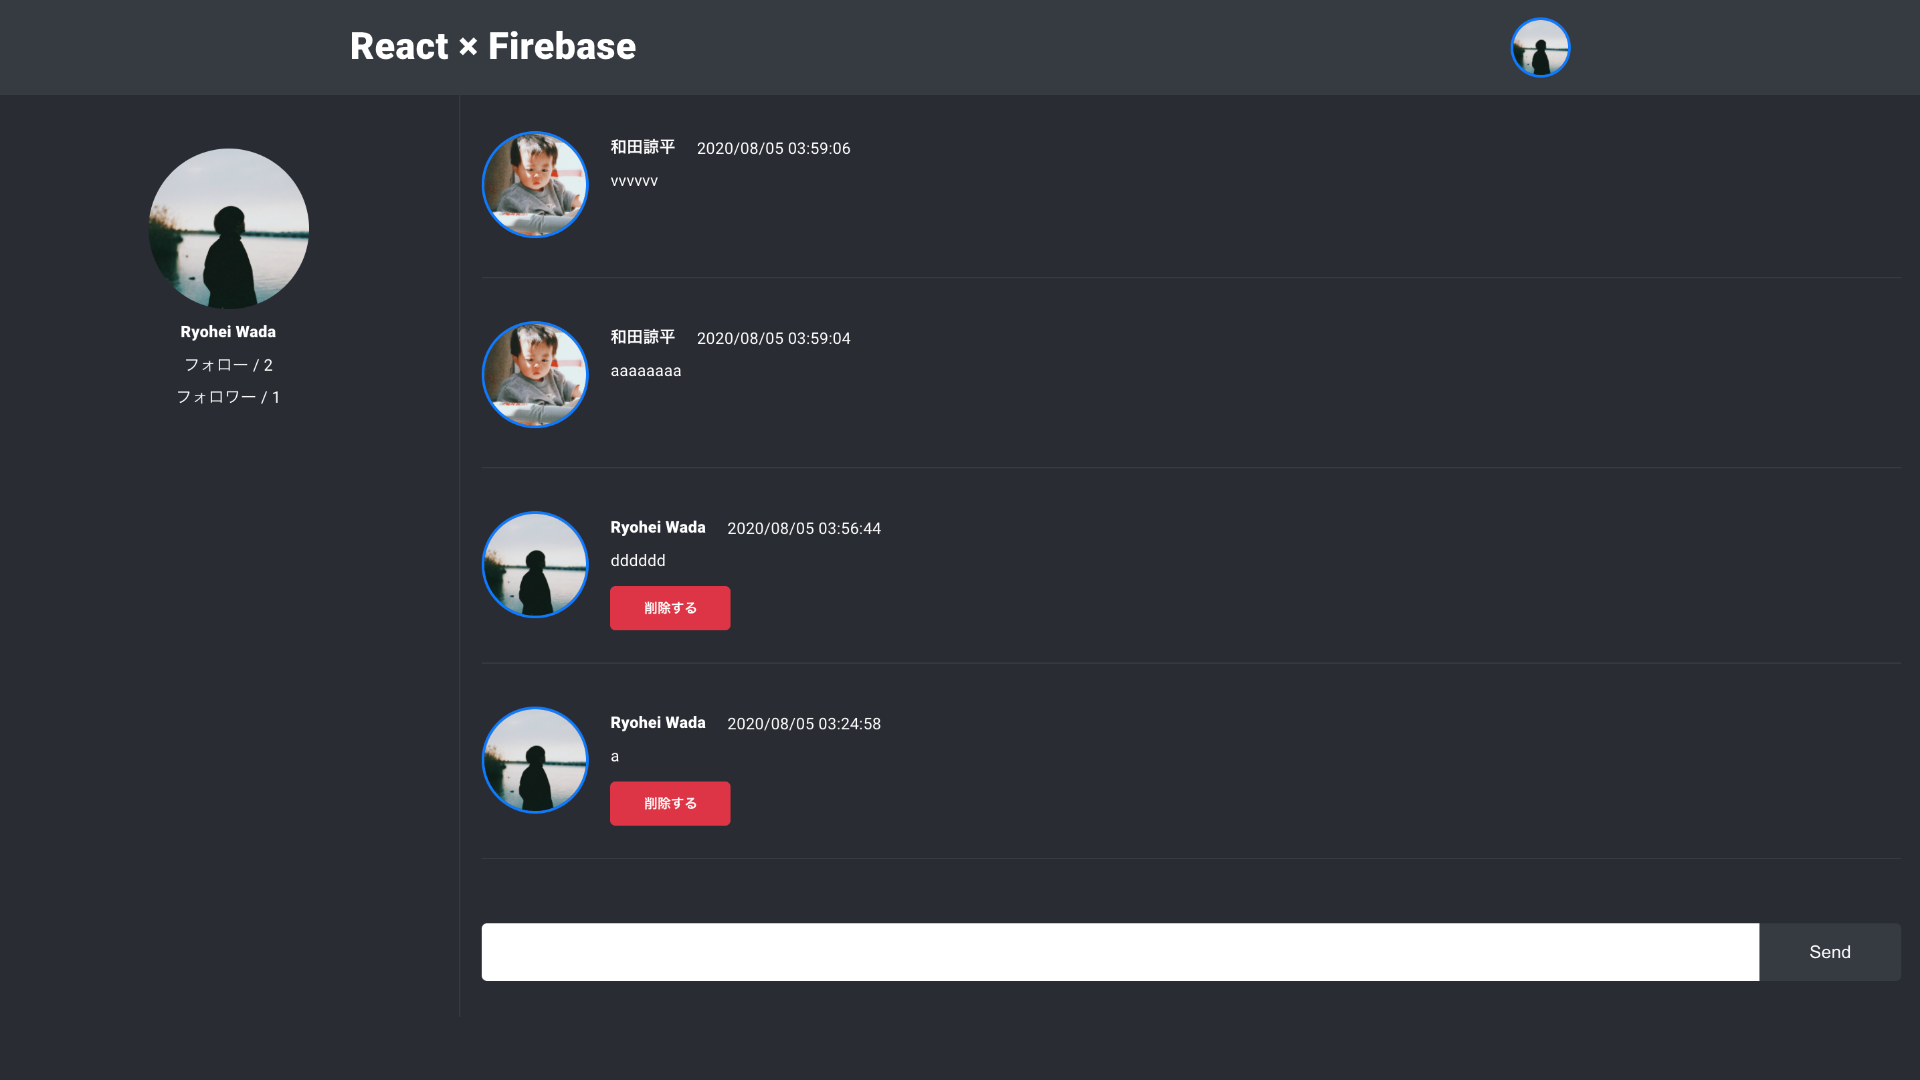 React × Firebase
Ryohei Wada
フォロー / 2
フォロワー / 1
和田諒平 2020/08/05 03:59:06
vvvvvv
和田諒平 2020/08/05 03:59:04
aaaaaaaa
Ryohei Wada 2020/08/05 03:56:44
dddddd
削除する
Ryohei Wada 2020/08/05 03:24:58
a
削除する
Send